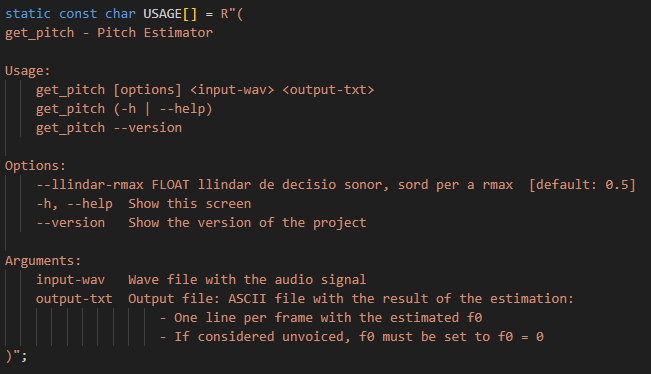 static const char USAGE[] = R"(
get_pitch - Pitch Estimator

Usage:
    get_pitch [options] <input-wav> <output-txt>
    get_pitch (-h | --help)
    get_pitch --version

Options:
    --llindar-rmax FLOAT llindar de decisio sonor, sord per a rmax  [default: 0.5]
    -h, --help  Show this screen
    --version   Show the version of the project

Arguments:
    input-wav   Wave file with the audio signal
    output-txt  Output file: ASCII file with the result of the estimation:
                    - One line per frame with the estimated f0
                    - If considered unvoiced, f0 must be set to f0 = 0
)";